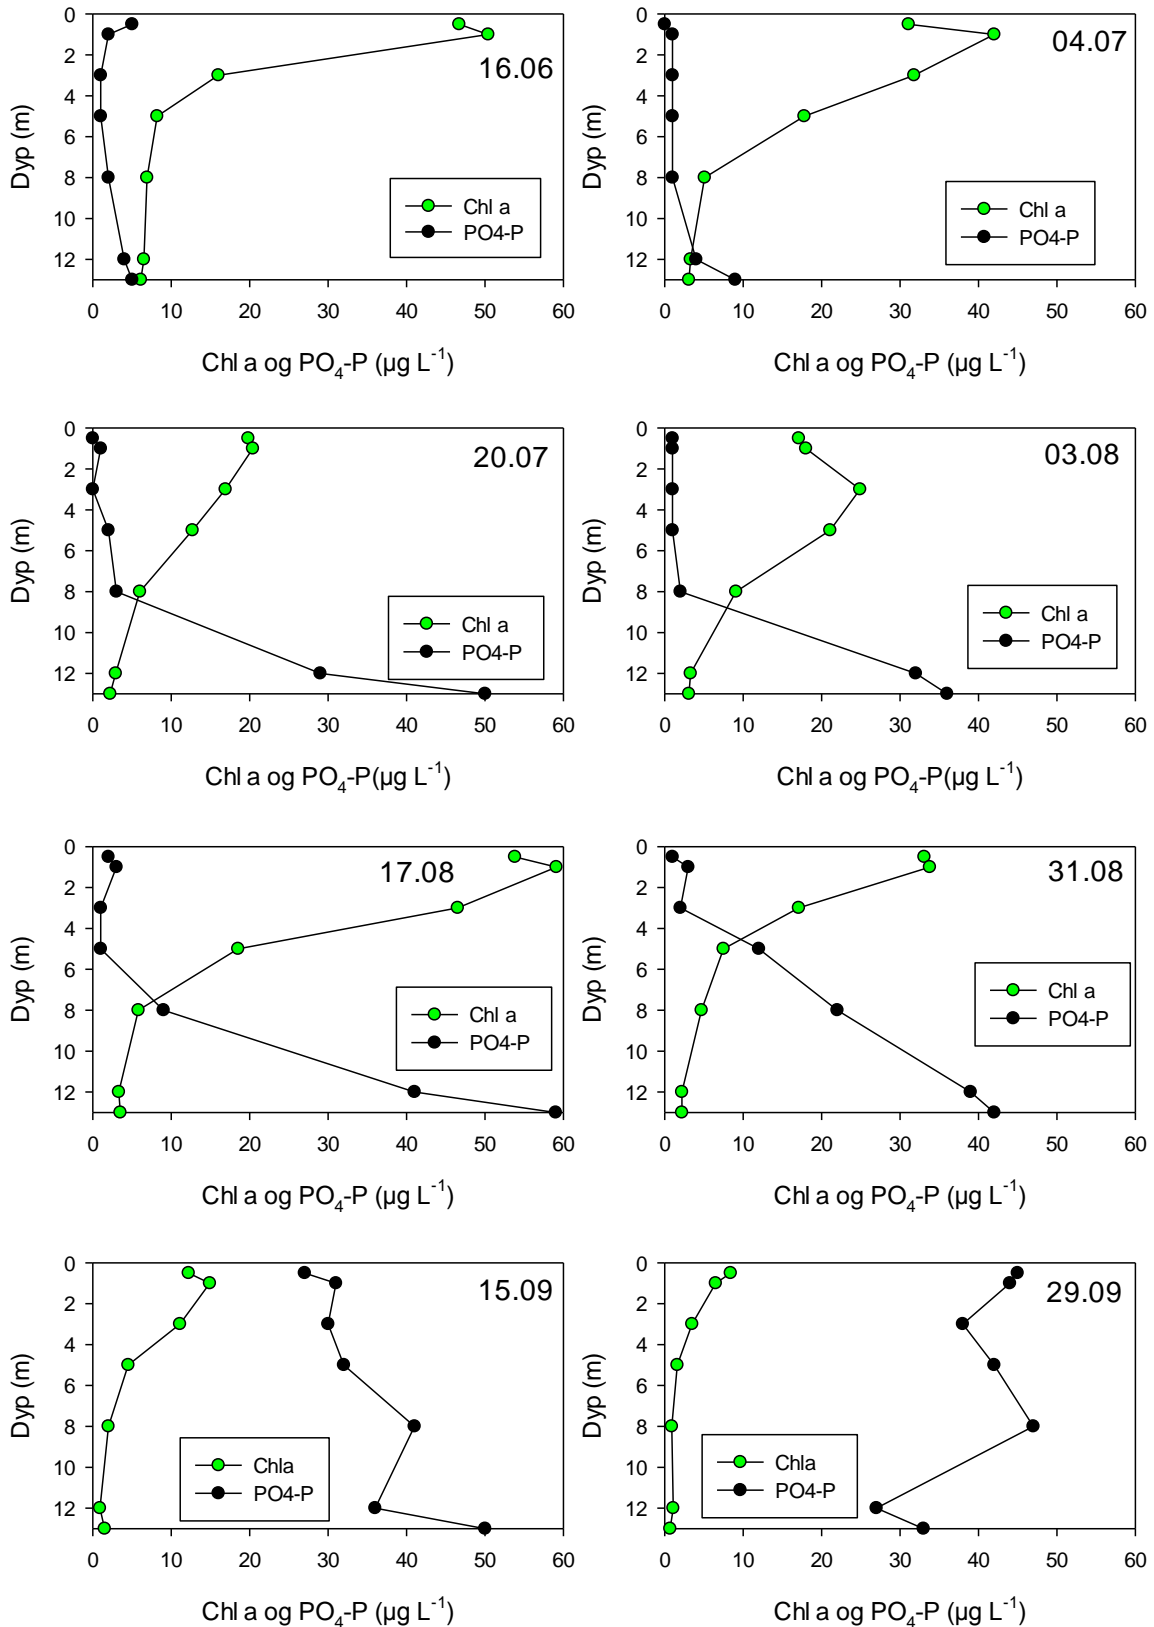 0
2
4
6
8
10
12
Dyp (m)
16.06
Chl a
PO4-P
0 10 20 30 40 50 60
Chl a og PO₄-P (µg L⁻¹)
0
2
4
6
8
10
12
Dyp (m)
04.07
Chl a
PO4-P
0 10 20 30 40 50 60
Chl a og PO₄-P (µg L⁻¹)
0
2
4
6
8
10
12
Dyp (m)
20.07
Chl a
PO4-P
0 10 20 30 40 50 60
Chl a og PO₄-P(µg L⁻¹)
0
2
4
6
8
10
12
Dyp (m)
03.08
Chl a
PO4-P
0 10 20 30 40 50 60
Chl a og PO₄-P(µg L⁻¹)
0
2
4
6
8
10
12
Dyp (m)
17.08
Chl a
PO4-P
0 10 20 30 40 50 60
Chl a og PO₄-P (µg L⁻¹)
0
2
4
6
8
10
12
Dyp (m)
31.08
Chl a
PO4-P
0 10 20 30 40 50 60
Chl a og PO₄-P (µg L⁻¹)
0
2
4
6
8
10
12
Dyp (m)
15.09
Chla
PO4-P
0 10 20 30 40 50 60
Chl a og PO₄-P (µg L⁻¹)
0
2
4
6
8
10
12
Dyp (m)
29.09
Chla
PO4-P
0 10 20 30 40 50 60
Chl a og PO₄-P (µg L⁻¹)